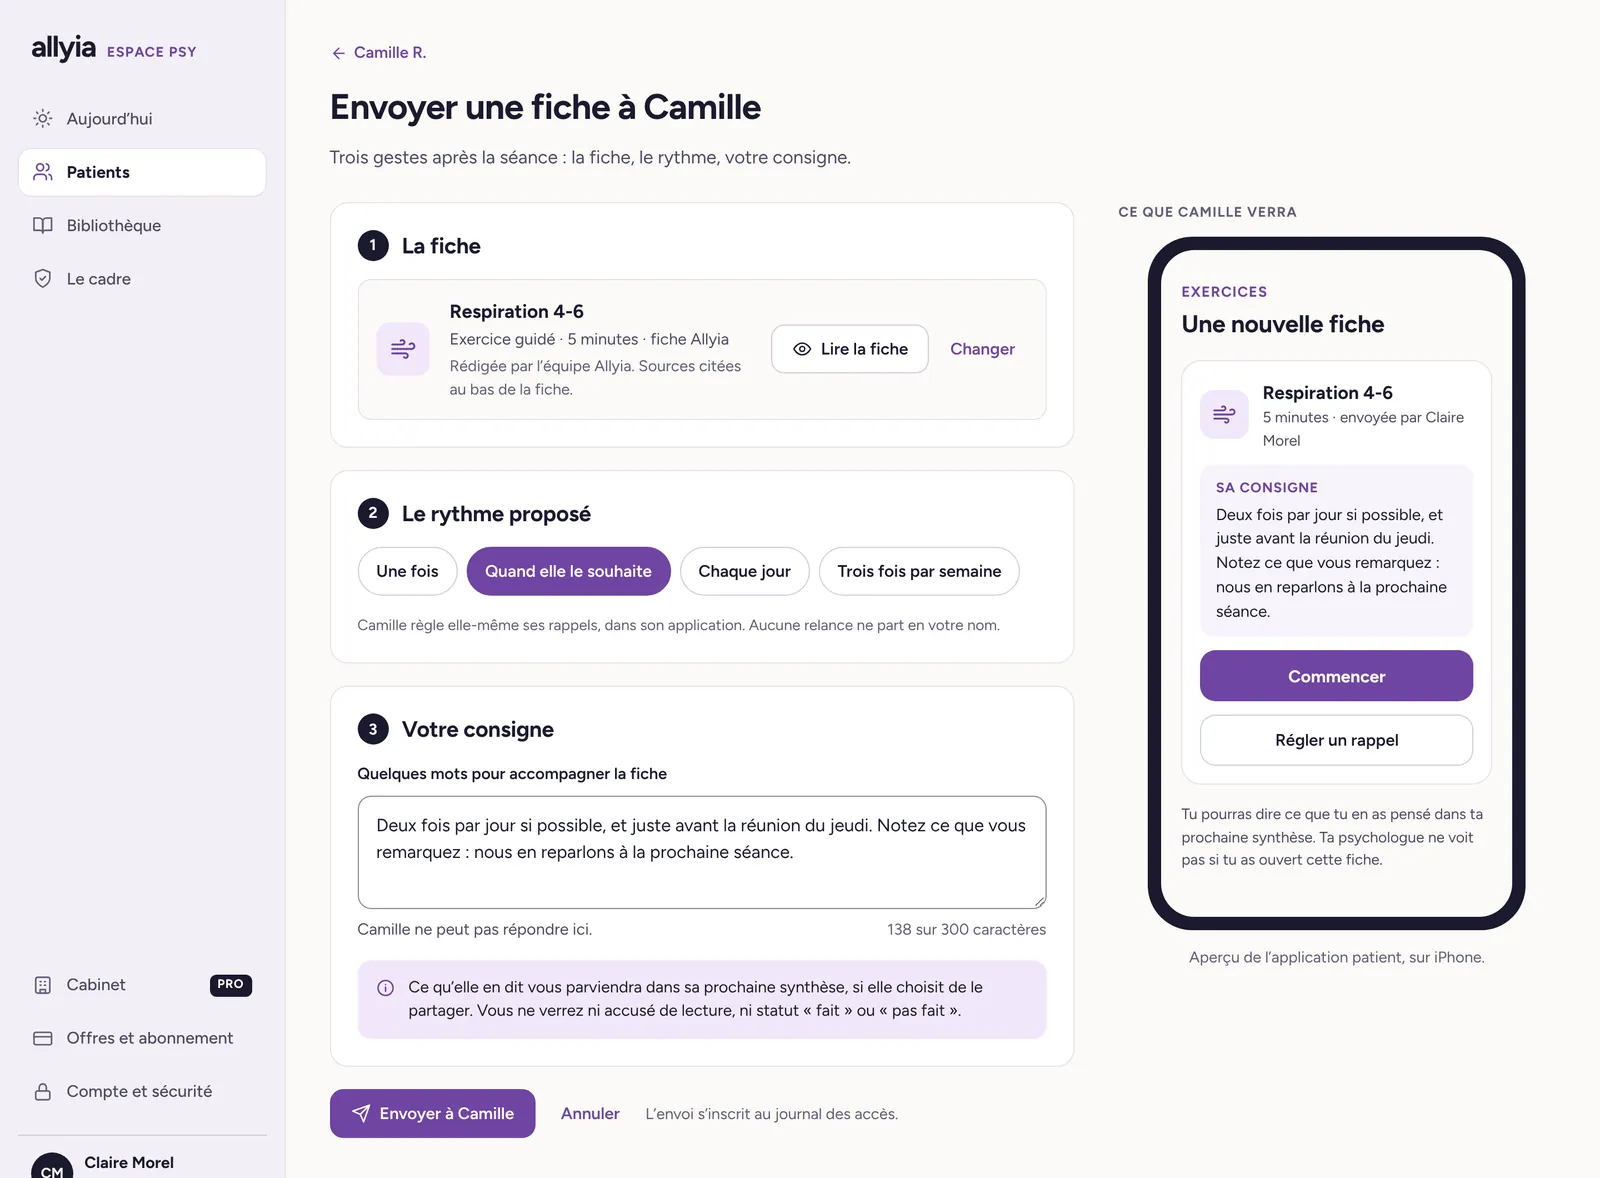 allyia ESPACE PSY
Aujourd’hui
Patients
Bibliothèque
Le cadre
Cabinet PRO
Offres et abonnement
Compte et sécurité
CM Claire Morel
← Camille R.
Envoyer une fiche à Camille
Trois gestes après la séance : la fiche, le rythme, votre consigne.
1 La fiche
Respiration 4-6
Exercice guidé · 5 minutes · fiche Allyia
Rédigée par l’équipe Allyia. Sources citées
au bas de la fiche.
Lire la fiche
Changer
2 Le rythme proposé
Une fois
Quand elle le souhaite
Chaque jour
Trois fois par semaine
Camille règle elle-même ses rappels, dans son application. Aucune relance ne part en votre nom.
3 Votre consigne
Quelques mots pour accompagner la fiche
Deux fois par jour si possible, et juste avant la réunion du jeudi. Notez ce que vous
remarquez : nous en reparlons à la prochaine séance.
Camille ne peut pas répondre ici.
138 sur 300 caractères
Ce qu’elle en dit vous parviendra dans sa prochaine synthèse, si elle choisit de le
partager. Vous ne verrez ni accusé de lecture, ni statut « fait » ou « pas fait ».
Envoyer à Camille
Annuler
L’envoi s’inscrit au journal des accès.
CE QUE CAMILLE VERRA
EXERCICES
Une nouvelle fiche
Respiration 4-6
5 minutes · envoyée par Claire
Morel
SA CONSIGNE
Deux fois par jour si possible, et
juste avant la réunion du jeudi.
Notez ce que vous remarquez :
nous en reparlons à la prochaine
séance.
Commencer
Régler un rappel
Tu pourras dire ce que tu en as pensé dans ta
prochaine synthèse. Ta psychologue ne voit
pas si tu as ouvert cette fiche.
Aperçu de l’application patient, sur iPhone.